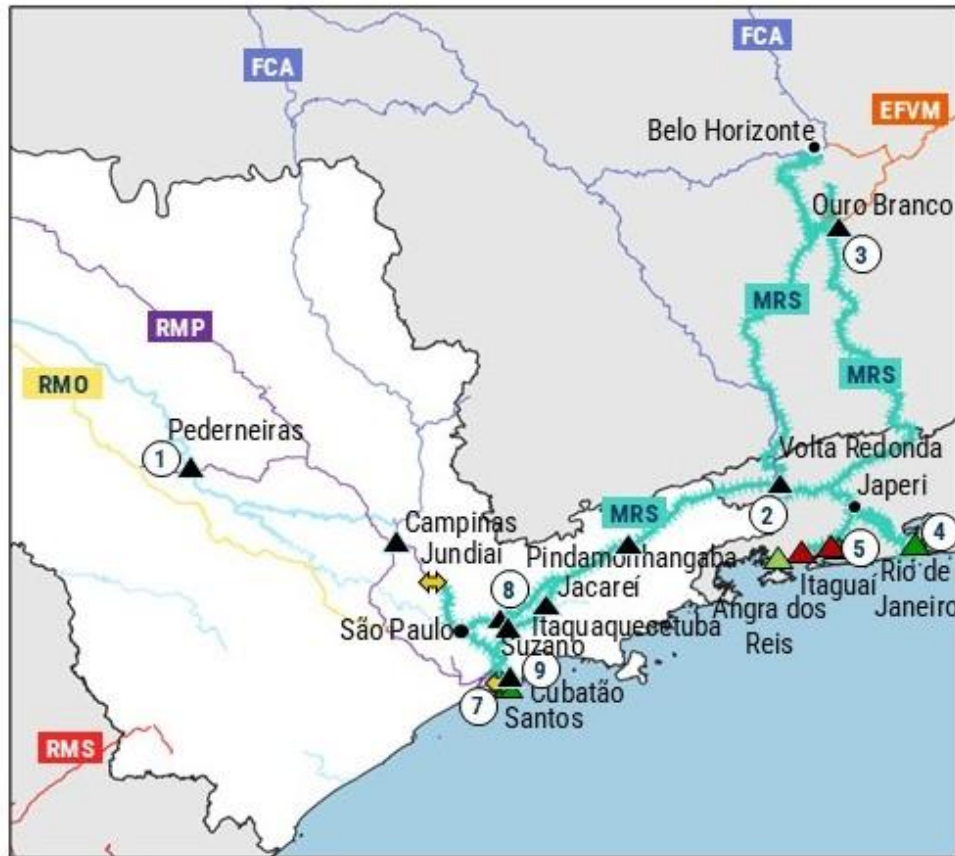 FCA
FCA
EFVM
Belo Horizonte
Ouro Branco
3
MRS
RMP
MRS
RMO
Pederneiras
1
Volta Redonda
Japeri
MRS
2
Campinas
Jundiaí
Pindamonhangaba
4
5
8
Jacareí
Itaguaí
Rio de
Janeiro
Angra dos
Reis
São Paulo
Itaquaquecetuba
Suzano
9
7
Cubatão
Santos
RMS